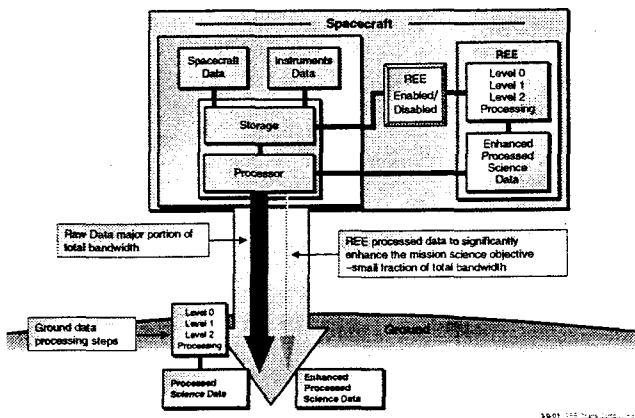 Spacecraft
Spacecraft
Data
Instruments
Data
Storage
Processor
REE
Enabled/
Disabled
REE
Level 0
Level 1
Level 2
Processing
Enhanced
Processed
Science
Data
Raw Data major portion of
total bandwidth
REE processed data to significantly
enhance the mission science objective
–small fraction of total bandwidth
Ground data
processing steps
Level 0
Level 1
Level 2
Processing
Ground
Processed
Science Data
Enhanced
Processed
Science Data